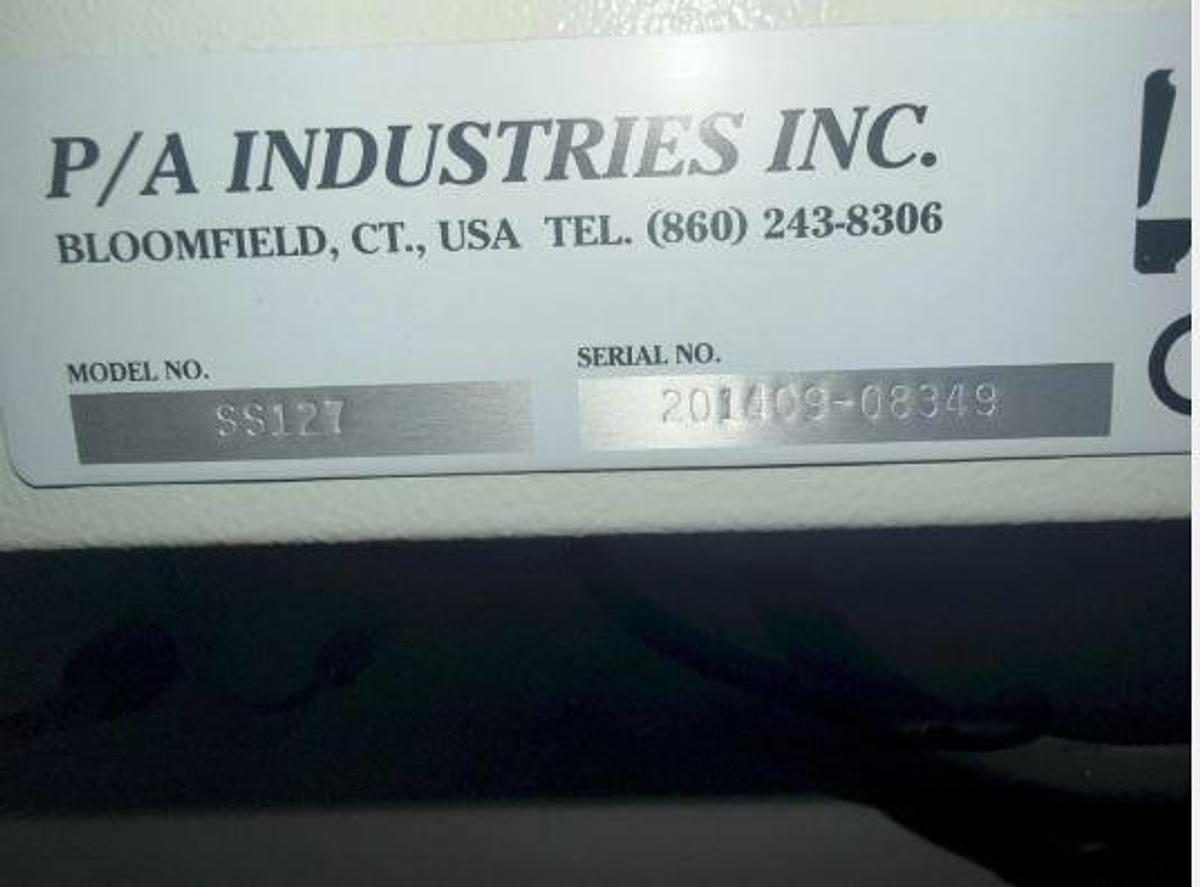 P/A INDUSTRIES INC.
BLOOMFIELD, CT., USA TEL. (860) 243-8306
MODEL NO. SERIAL NO.
SS127 201409-08349